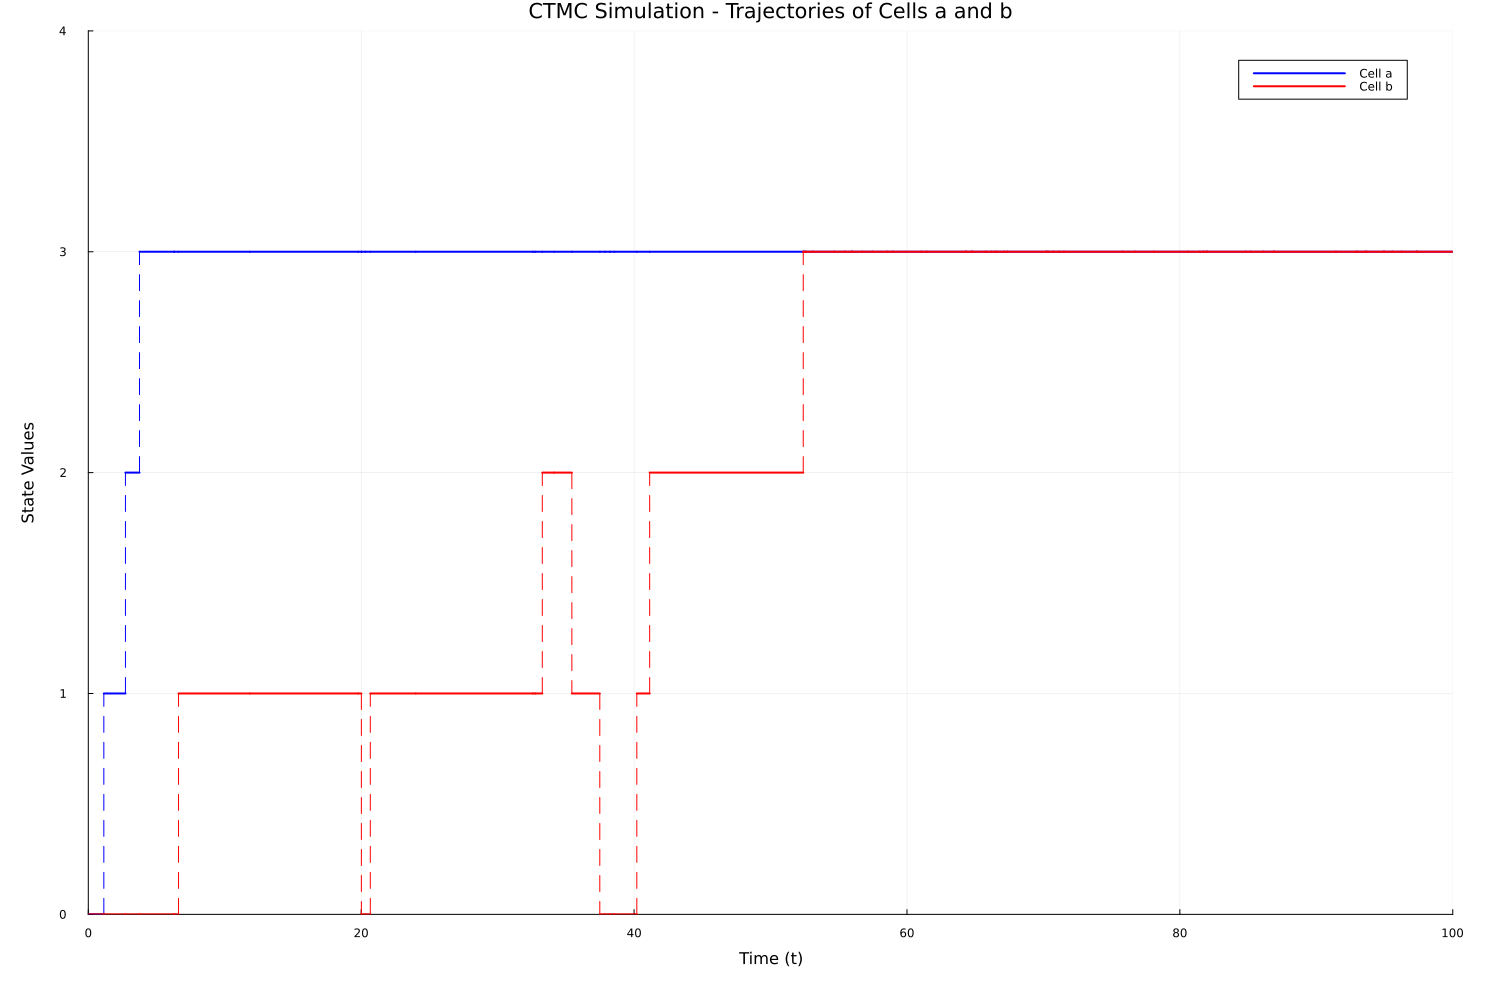 CTMC Simulation - Trajectories of Cells a and b
4
Cell a
Cell b
3
State Values
2
1
0
0 20 40 60 80 100
Time (t)